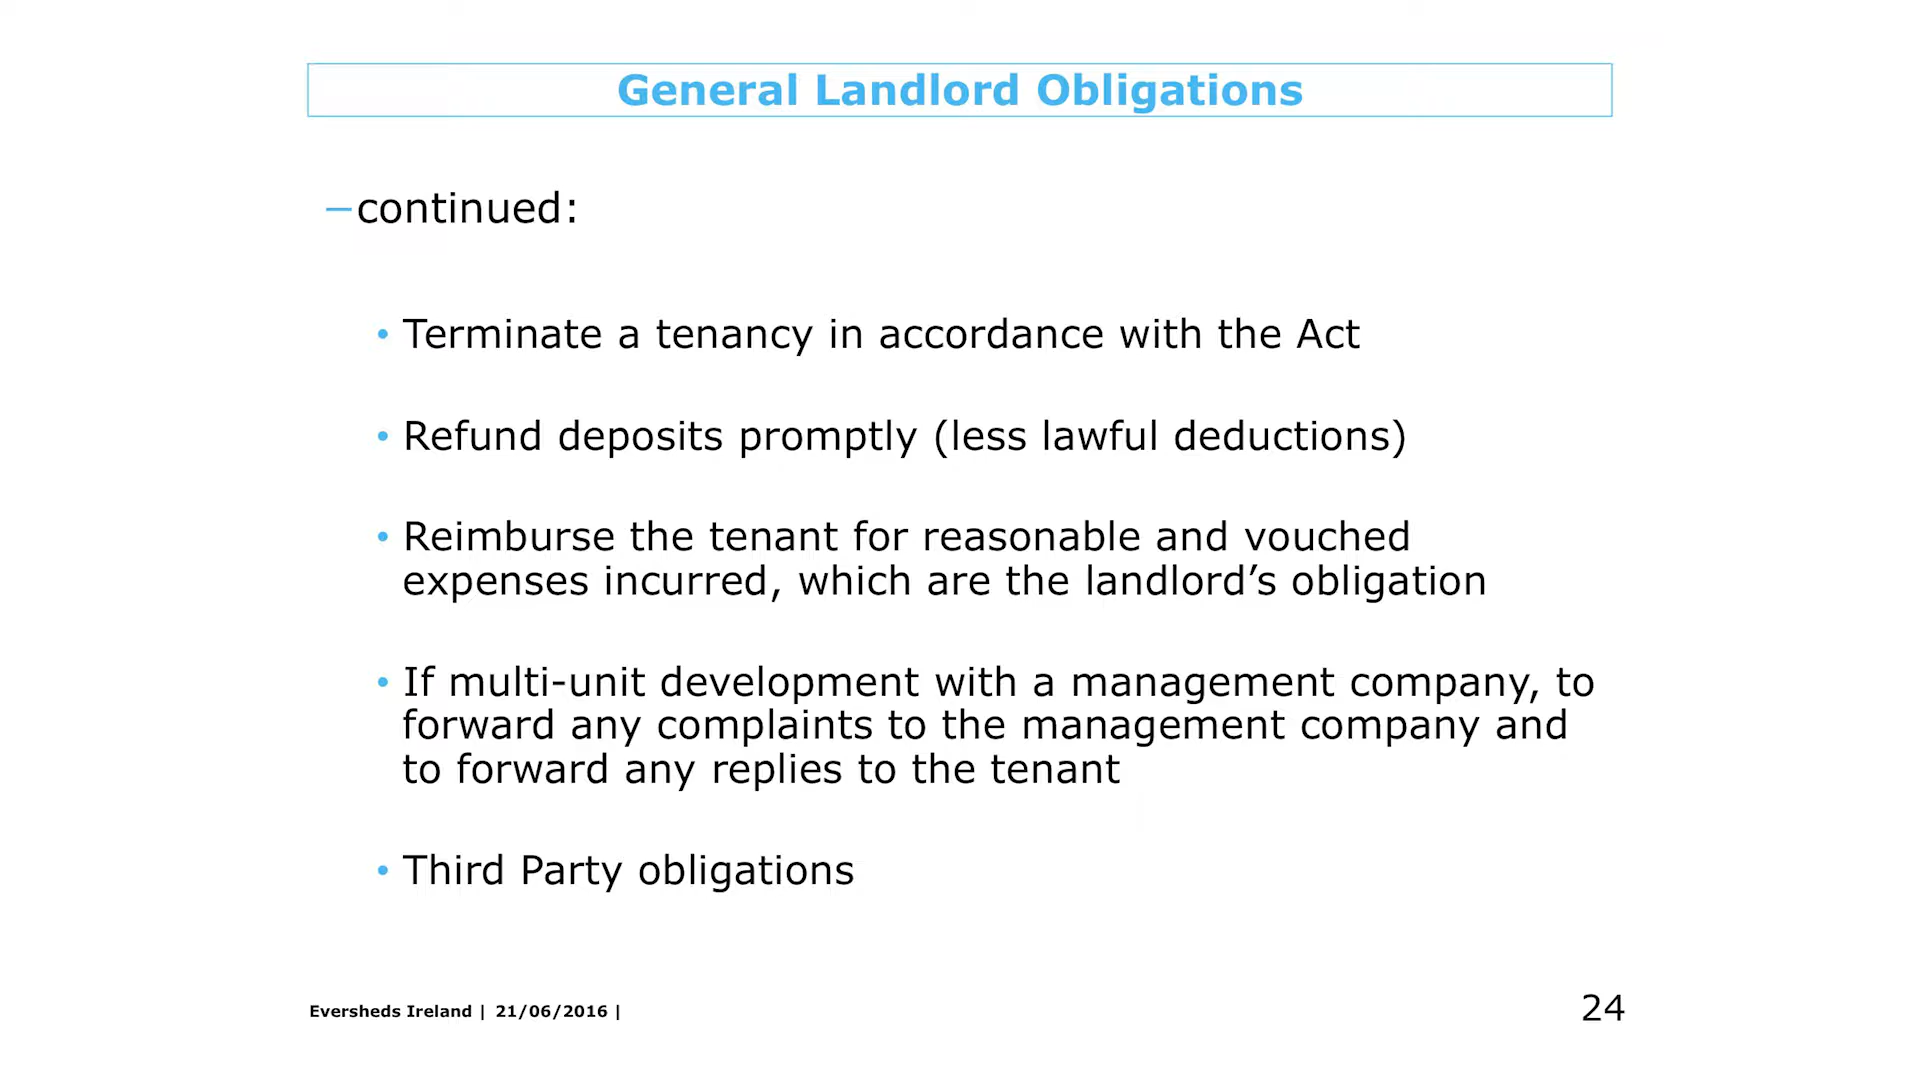 General Landlord Obligations
–continued:
• Terminate a tenancy in accordance with the Act
• Refund deposits promptly (less lawful deductions)
• Reimburse the tenant for reasonable and vouched
expenses incurred, which are the landlord’s obligation
• If multi-unit development with a management company, to
forward any complaints to the management company and
to forward any replies to the tenant
• Third Party obligations
Eversheds Ireland | 21/06/2016 |
24